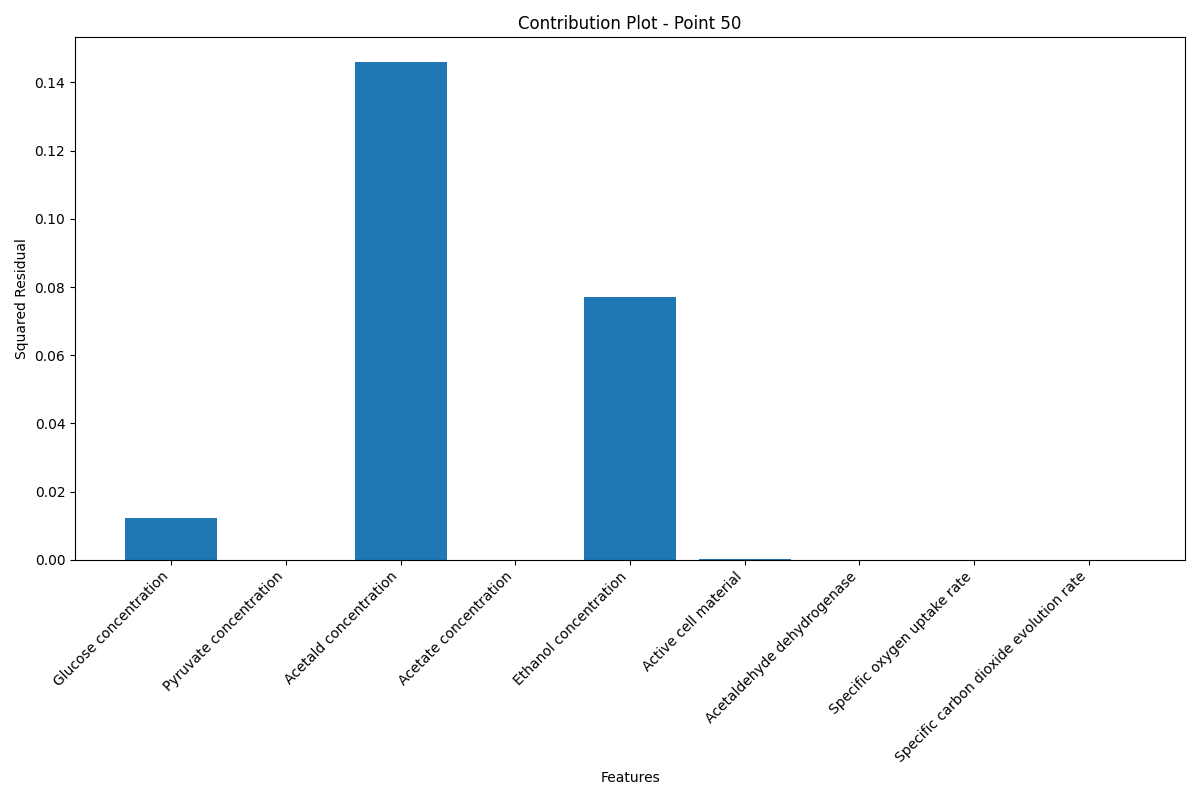 Contribution Plot - Point 50
Squared Residual
0.14
0.12
0.10
0.08
0.06
0.04
0.02
0.00
Glucose concentration
Pyruvate concentration
Acetald concentration
Acetate concentration
Ethanol concentration
Active cell material
Acetaldehyde dehydrogenase
Specific oxygen uptake rate
Specific carbon dioxide evolution rate
Features